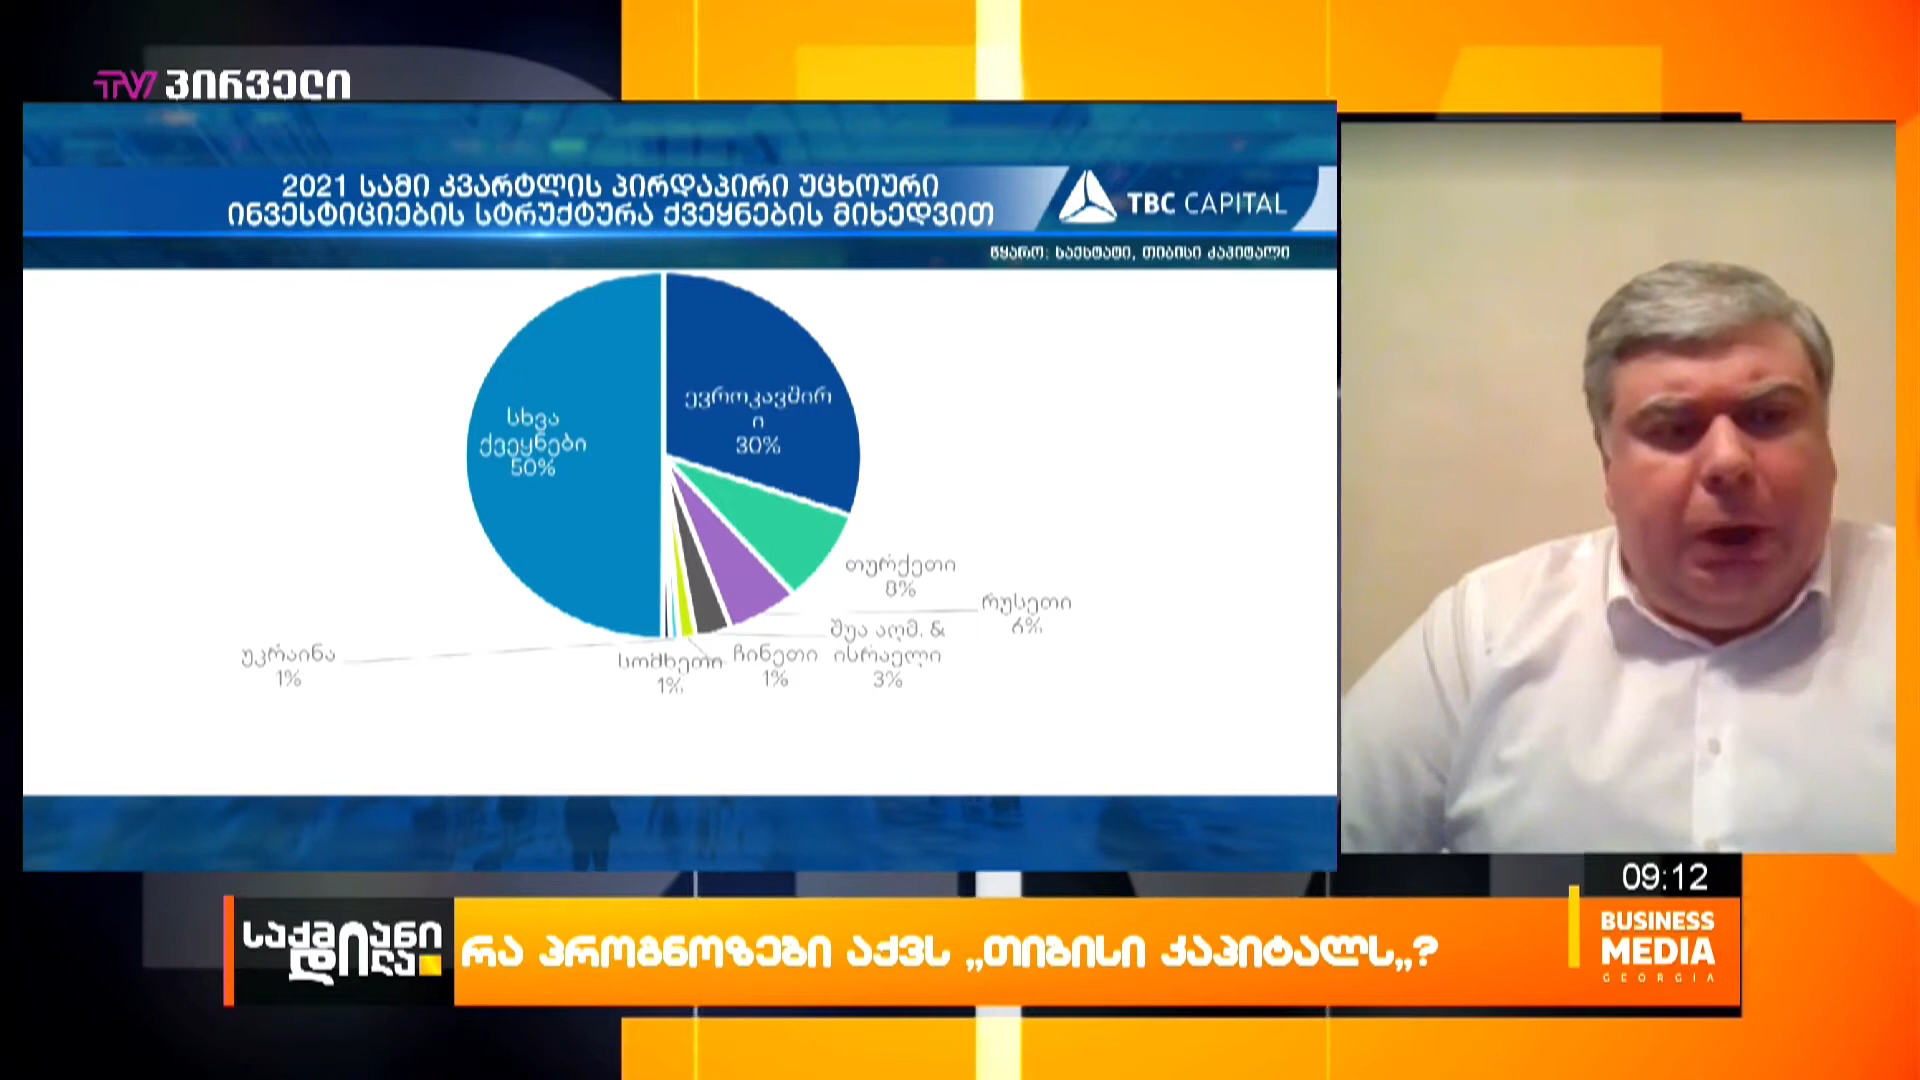 TV პირველი
2021 სამი კვარტლის პირდაპირი უცხოური
ინვესტიციების სტრუქტურა ქვეყნების მიხედვით
TBC CAPITAL
წყარო: საქსტატი, თიბისი კაპიტალი
სხვა
ქვეყნები
50%
ევროკავშირ
ი
30%
თურქეთი
8%
რუსეთი
6%
შუა აღმ. &
ისრაელი
3%
ჩინეთი
1%
სომხეთი
1%
უკრაინა
1%
09:12
საქმიანი
დილა
რა პროგნოზები აქვს „თიბისი კაპიტალს„?
BUSINESS
MEDIA
GEORGIA